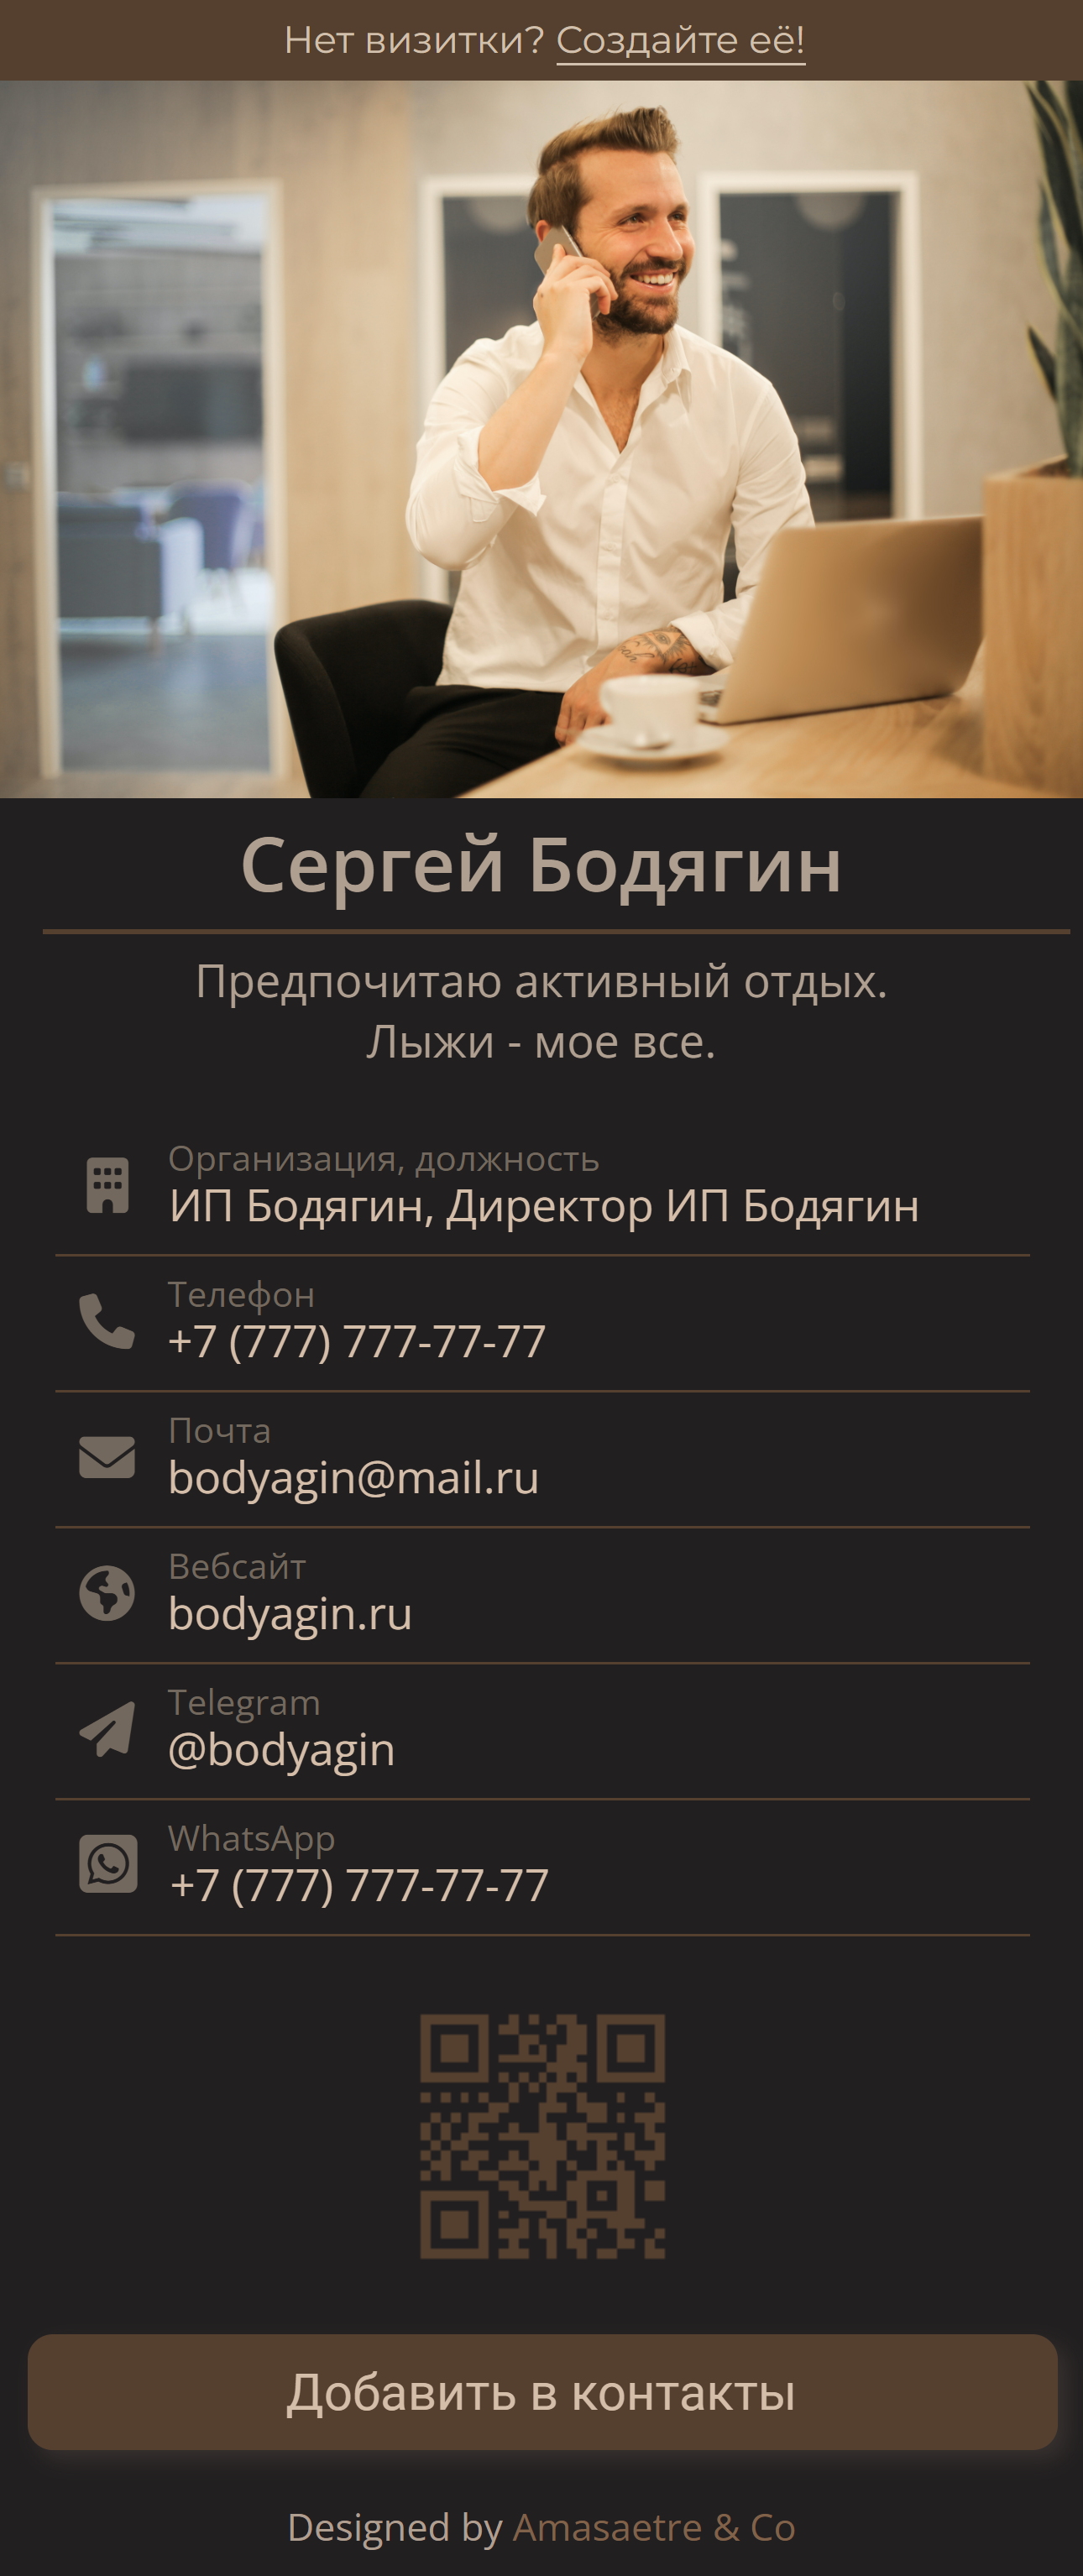 Нет визитки? Создайте её!
Сергей Бодягин
Предпочитаю активный отдых.
Лыжи - мое все.
Организация, должность
ИП Бодягин, Директор ИП Бодягин
Телефон
+7 (777) 777-77-77
Почта
bodyagin@mail.ru
Вебсайт
bodyagin.ru
Telegram
@bodyagin
WhatsApp
+7 (777) 777-77-77
Добавить в контакты
Designed by Amasaetre & Co